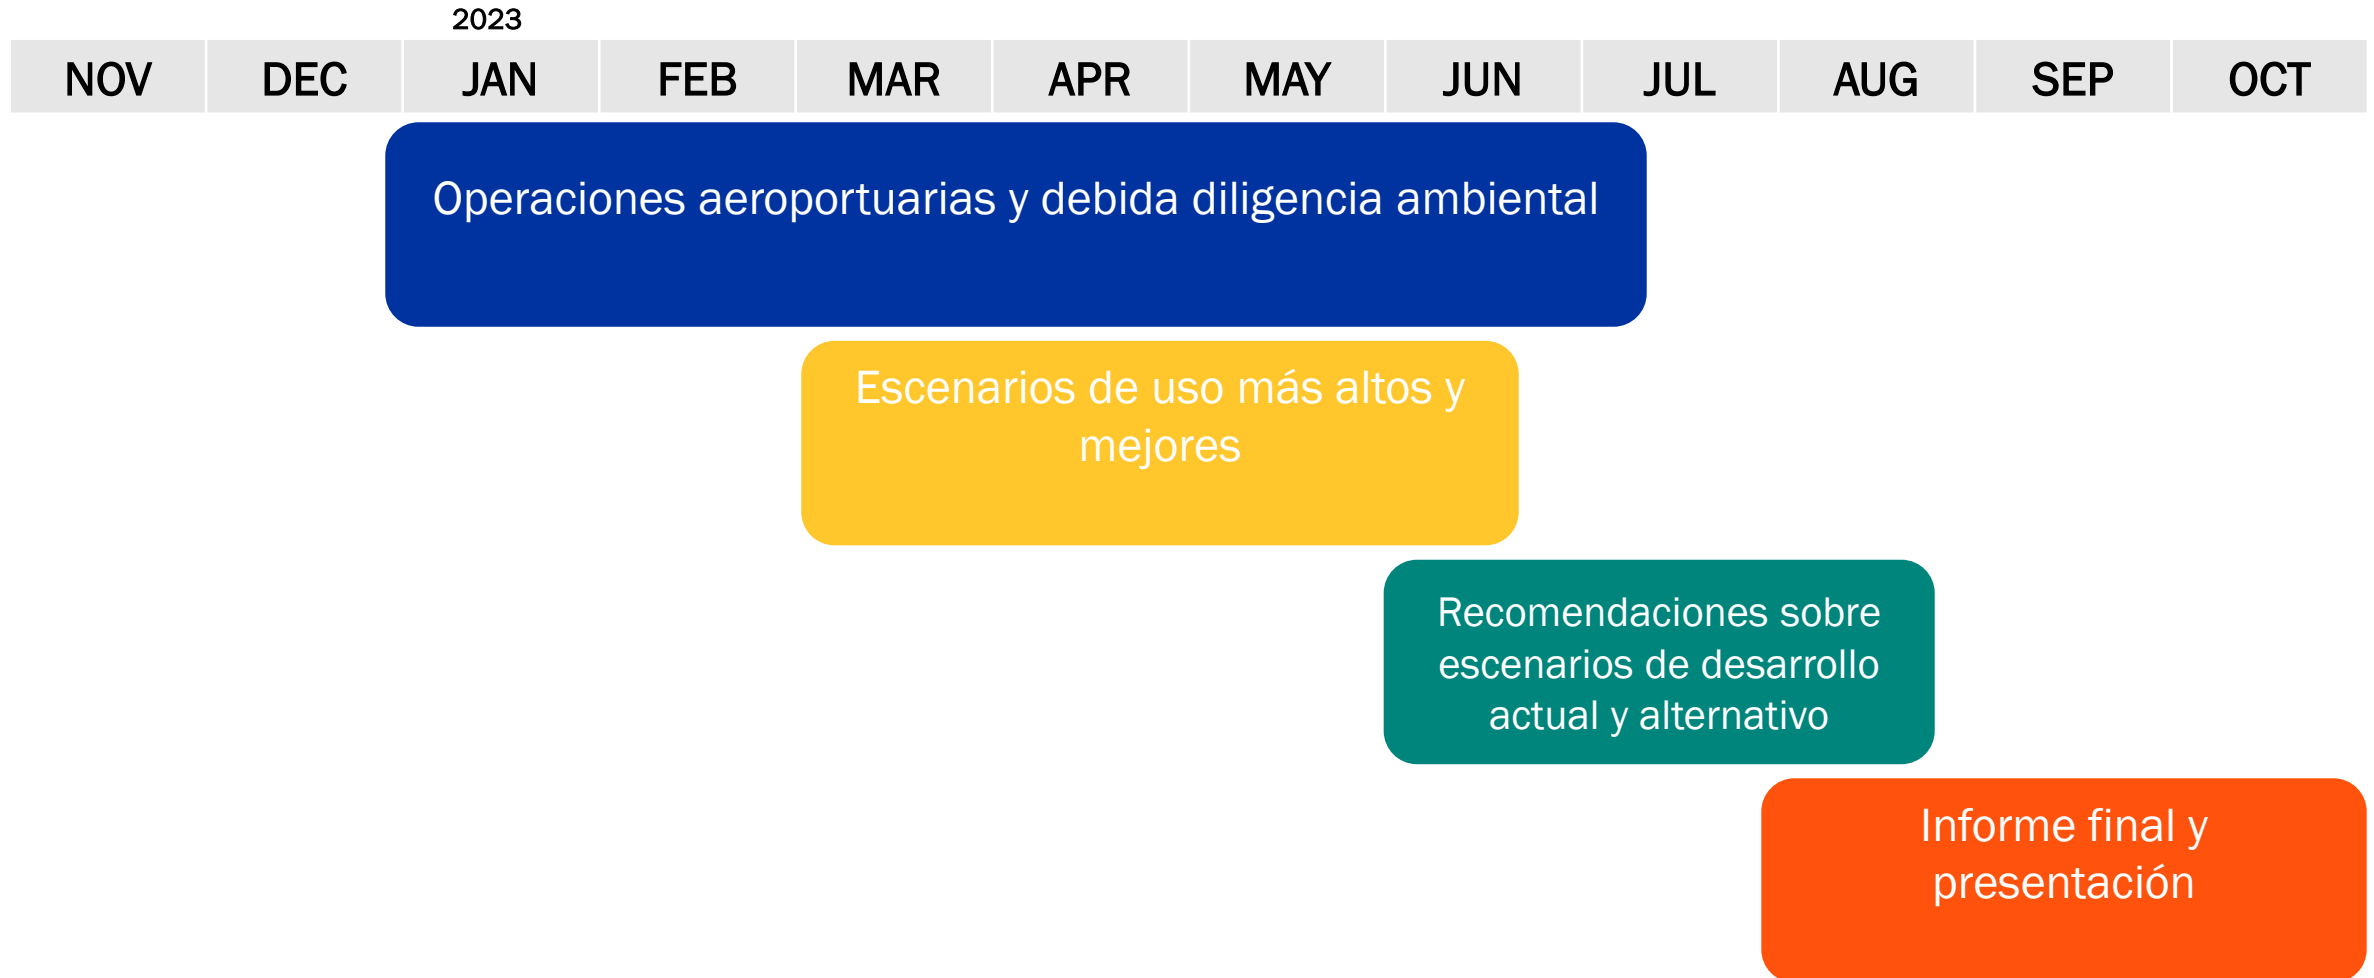 2023
NOV DEC JAN FEB MAR APR MAY JUN JUL AUG SEP OCT
Operaciones aeroportuarias y debida diligencia ambiental
Escenarios de uso más altos y
mejores
Recomendaciones sobre
escenarios de desarrollo
actual y alternativo
Informe final y
presentación